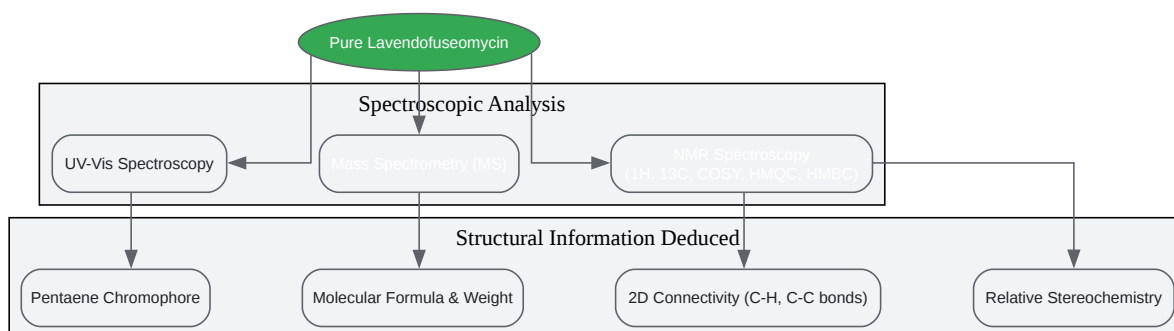 Pure Lavendofuseomycin
Spectroscopic Analysis
UV-Vis Spectroscopy
Mass Spectrometry (MS)
NMR Spectroscopy
(1H, 13C, COSY, HMQC, HMBC)
Structural Information Deduced
Pentaene Chromophore
Molecular Formula & Weight
2D Connectivity (C-H, C-C bonds)
Relative Stereochemistry